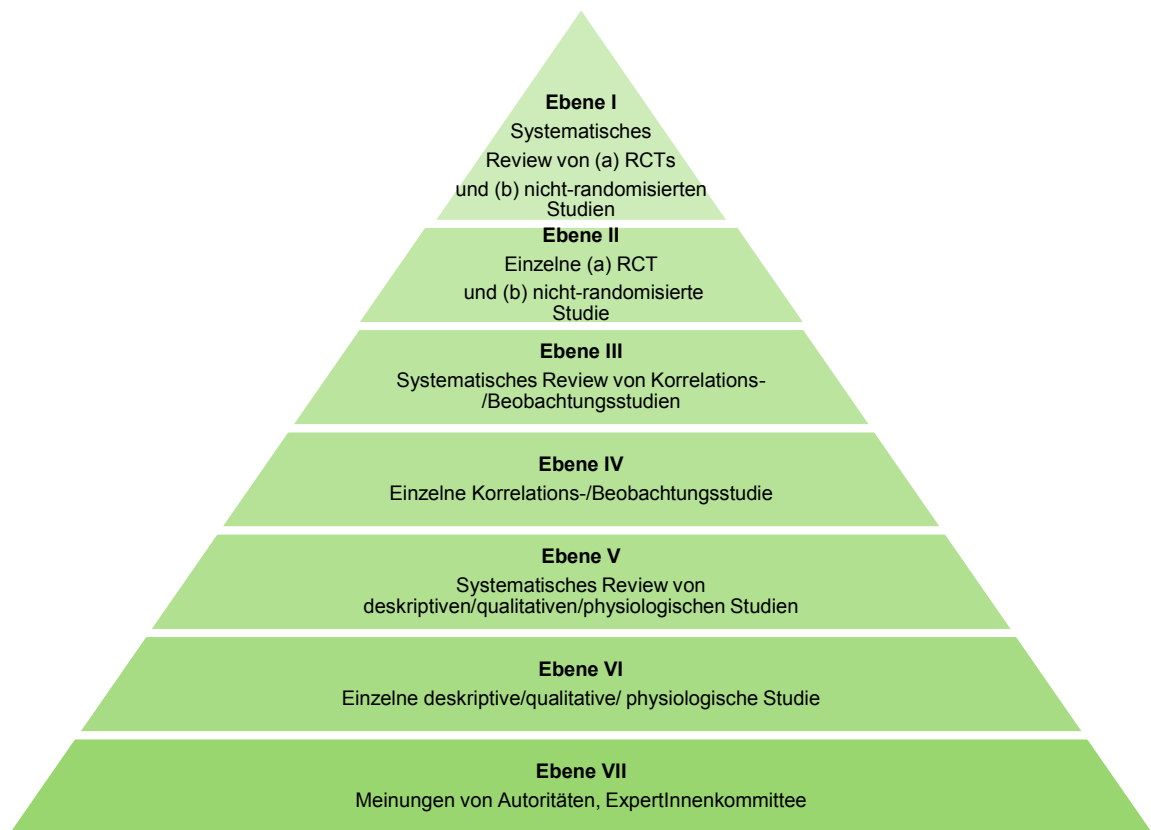 Ebene I
Systematisches
Review von (a) RCTs
und (b) nicht-randomisierten
Studien
Ebene II
Einzelne (a) RCT
und (b) nicht-randomisierte
Studie
Ebene III
Systematisches Review von Korrelations-
/Beobachtungsstudien
Ebene IV
Einzelne Korrelations-/Beobachtungsstudie
Ebene V
Systematisches Review von
deskriptiven/qualitativen/physiologischen Studien
Ebene VI
Einzelne deskriptive/qualitative/ physiologische Studie
Ebene VII
Meinungen von Autoritäten, ExpertInnenkommittee